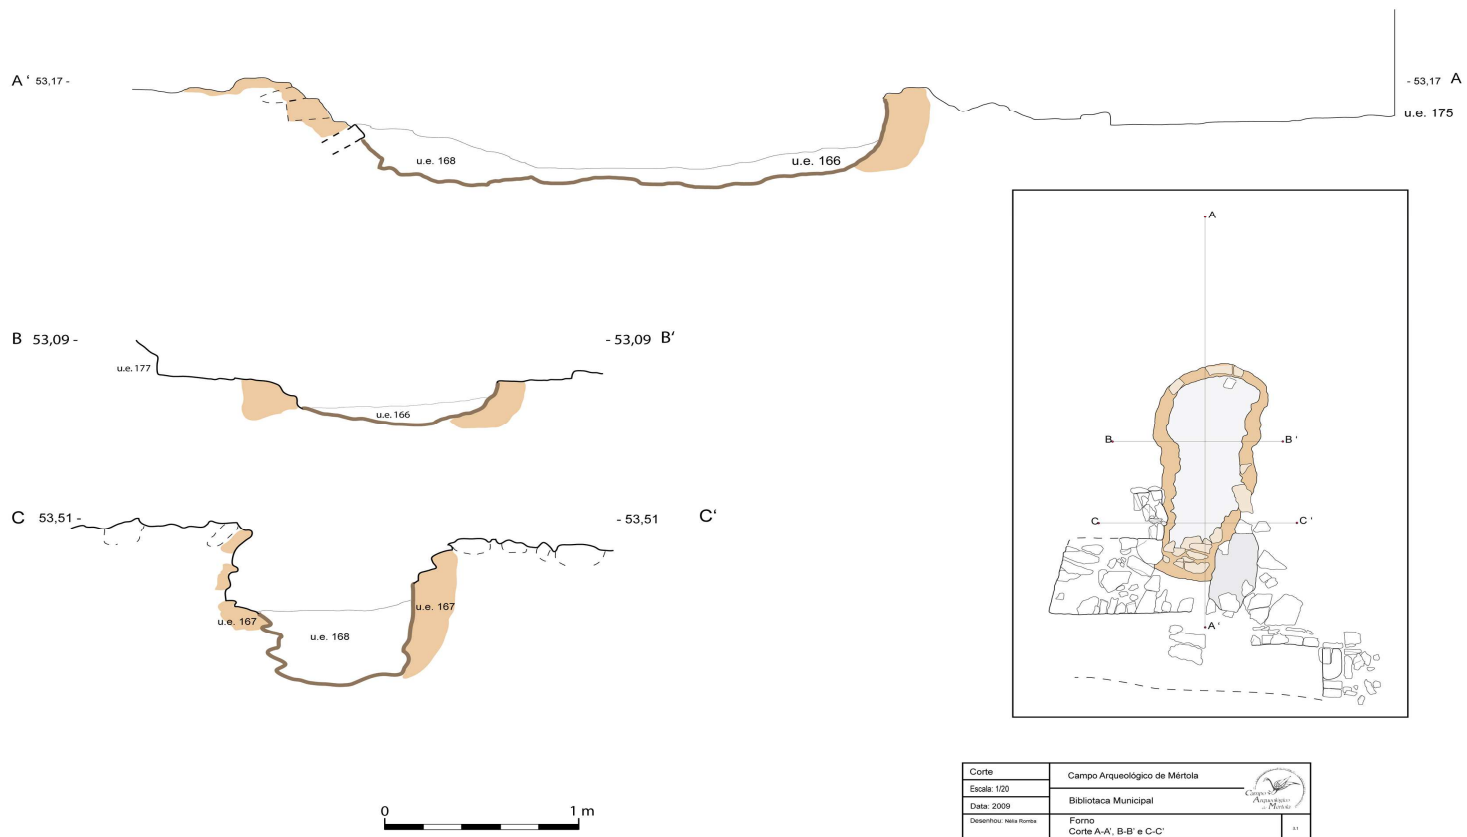 A ' 53,17 -
- 53,17 A
u.e. 175
u.e. 168
u.e. 166
A
B
B '
C
C '
A '
B 53,09 -
- 53,09 B'
u.e. 177
u.e. 166
C 53,51 -
- 53,51 C'
u.e. 167
u.e. 168
u.e. 167
0 1 m
Corte
Escala: 1/20
Data: 2009
Desenhou: Nélia Romba
Campo Arqueológico de Mértola
Bibliotaca Municipal
Forno
Corte A-A', B-B' e C-C'
Campo
Arqueológico
de Mértola